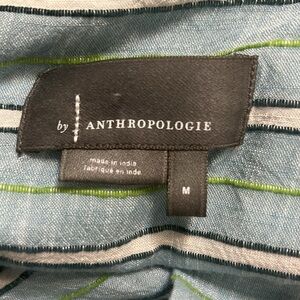 by ANTHROPOLOGIE
made in india
fabriqué en inde
M